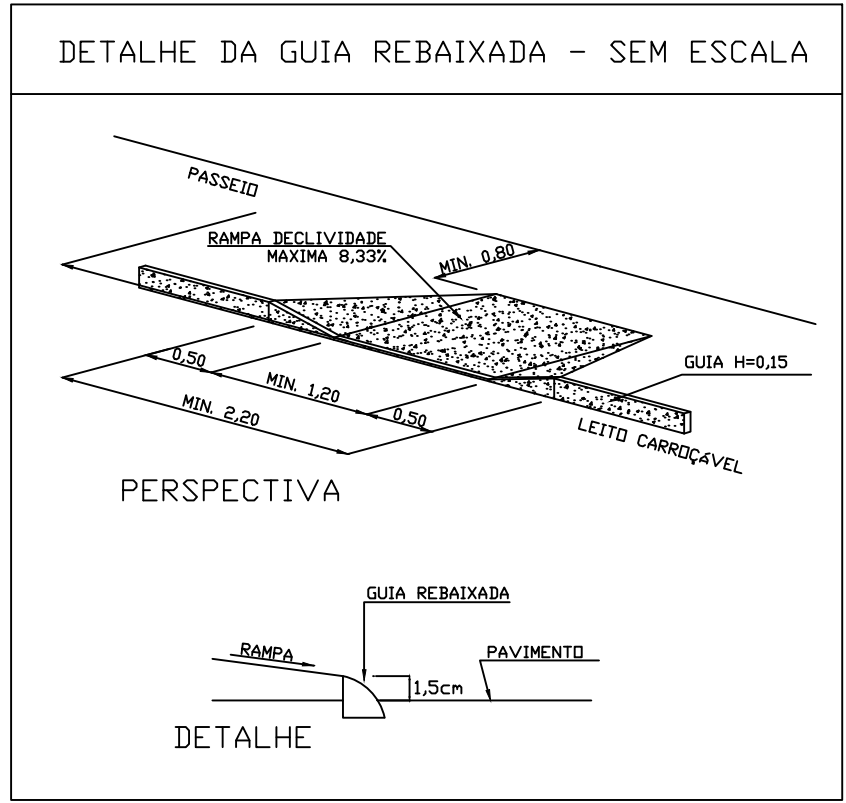 DETALHE DA GUIA REBAIXADA - SEM ESCALA
PASSEIO
RAMPA DECLIVIDADE
MAXIMA 8,33%
MIN. 0,80
GUIA H=0,15
0,50
MIN. 1,20
0,50
MIN. 2,20
LEITO CARROÇÁVEL
PERSPECTIVA
GUIA REBAIXADA
RAMPA
PAVIMENTO
1,5cm
DETALHE